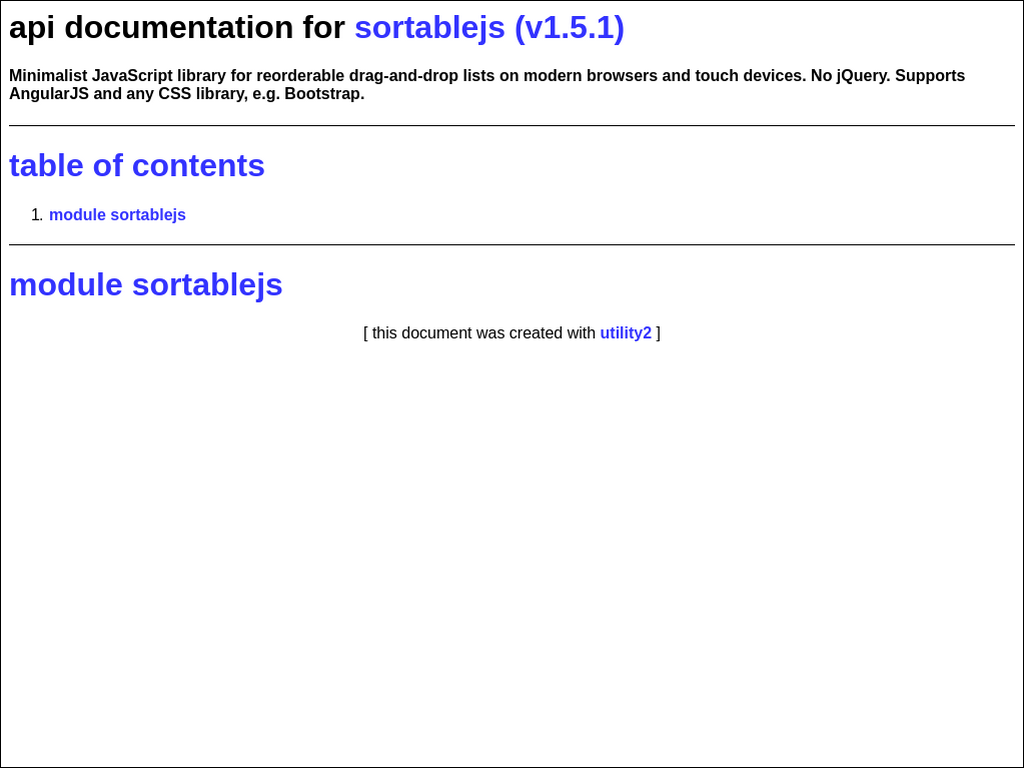 api documentation for sortablejs (v1.5.1)
Minimalist JavaScript library for reorderable drag-and-drop lists on modern browsers and touch devices. No jQuery. Supports
AngularJS and any CSS library, e.g. Bootstrap.
table of contents
1. module sortablejs
module sortablejs
[ this document was created with utility2 ]